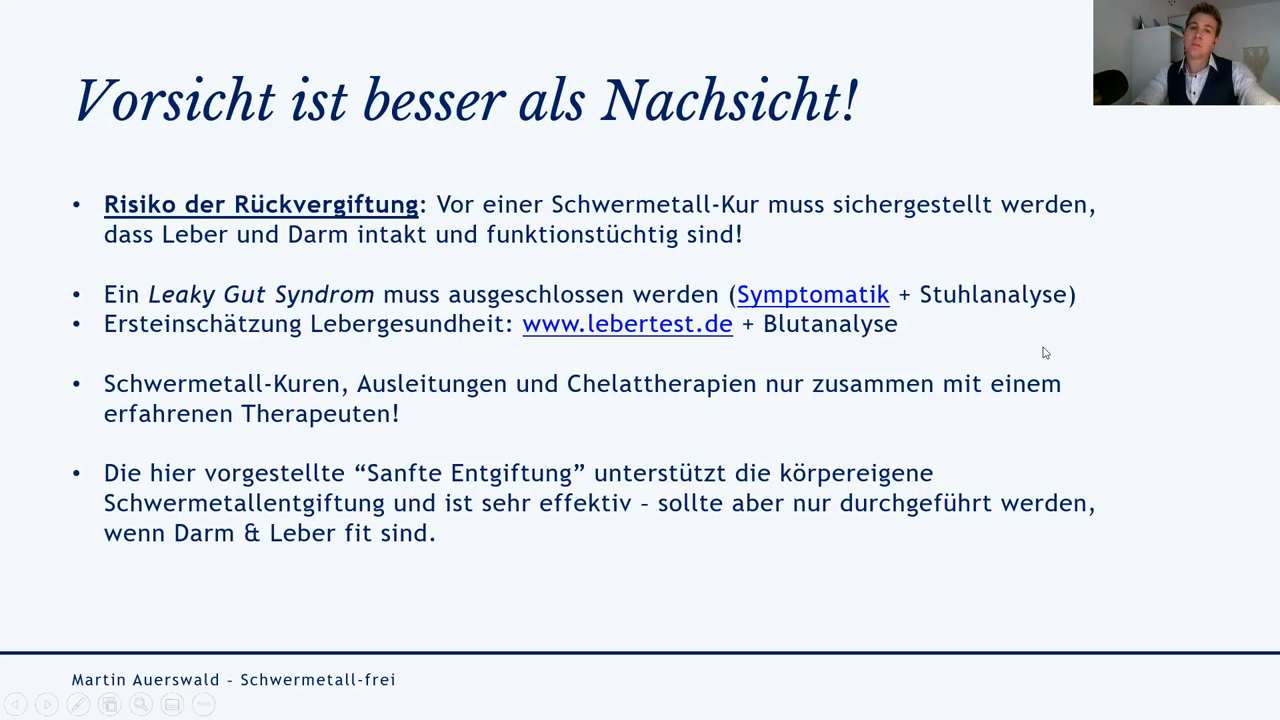 Vorsicht ist besser als Nachsicht!
• Risiko der Rückvergiftung: Vor einer Schwermetall-Kur muss sichergestellt werden,
dass Leber und Darm intakt und funktionstüchtig sind!
• Ein Leaky Gut Syndrom muss ausgeschlossen werden (Symptomatik + Stuhlanalyse)
• Ersteinschätzung Lebergesundheit: www.lebertest.de + Blutanalyse
• Schwermetall-Kuren, Ausleitungen und Chelattherapien nur zusammen mit einem
erfahrenen Therapeuten!
• Die hier vorgestellte “Sanfte Entgiftung” unterstützt die körpereigene
Schwermetallentgiftung und ist sehr effektiv – sollte aber nur durchgeführt werden,
wenn Darm & Leber fit sind.
Martin Auerswald – Schwermetall-frei